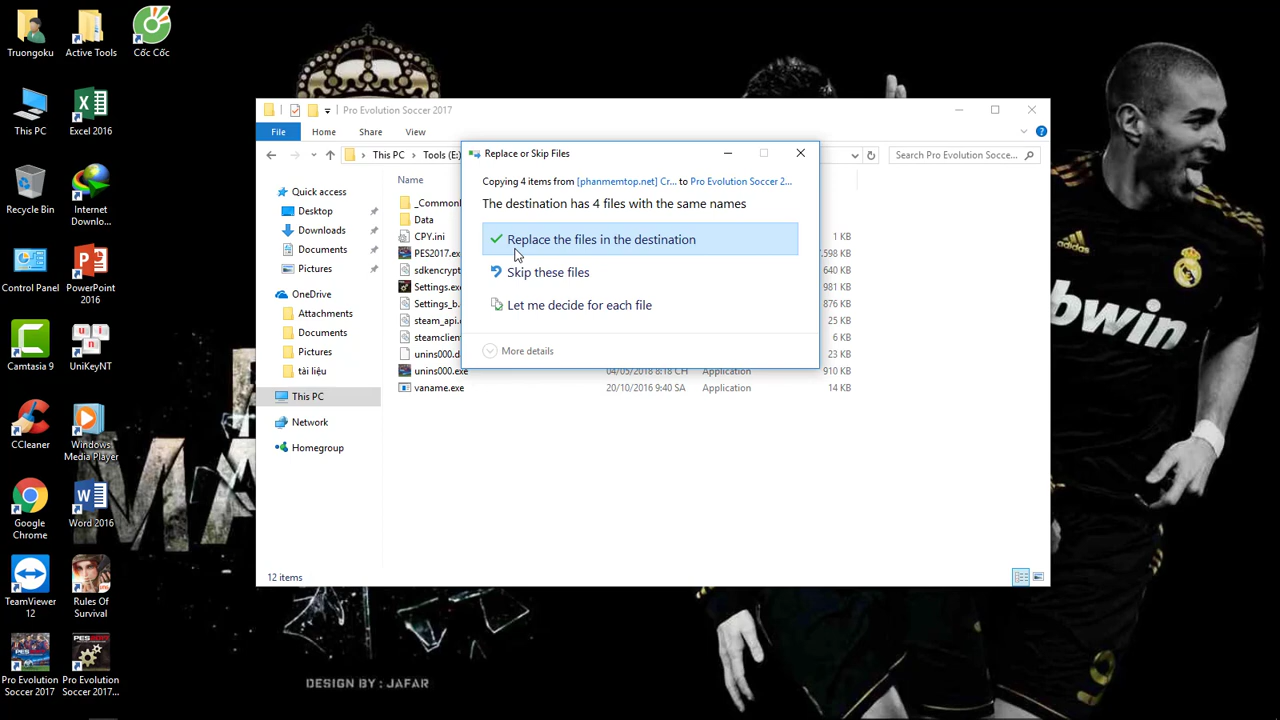 Truongoku
Active Tools
Cốc Cốc
This PC
Excel 2016
Recycle Bin
Internet
Downlo...
Control Panel
PowerPoint
2016
Camtasia 9
UniKeyNT
CCleaner
Windows
Media Player
Google
Chrome
Word 2016
TeamViewer
12
Rules Of
Survival
Pro Evolution
Soccer 2017
Pro Evolution
Soccer 2017...
Pro Evolution Soccer 2017
File
Home
Share
View
This PC
Tools (E:)
Search Pro Evolution Socce...
Quick access
Desktop
Downloads
Documents
Pictures
OneDrive
Attachments
Documents
Pictures
tài liệu
This PC
Network
Homegroup
Name
_Common
Data
CPY.ini
1 KB
PES2017.ex
,598 KB
sdkencrypt
640 KB
Settings.exe
981 KB
Settings_b.
876 KB
steam_api.
25 KB
steamclien
6 KB
unins000.d
23 KB
unins000.exe
04/05/2018 8:18 CH
Application
910 KB
vaname.exe
20/10/2016 9:40 SA
Application
14 KB
12 items
Replace or Skip Files
Copying 4 items from [phanmemtop.net] Cr... to Pro Evolution Soccer 2...
The destination has 4 files with the same names
Replace the files in the destination
Skip these files
Let me decide for each file
More details
bwin
DESIGN BY : JAFAR